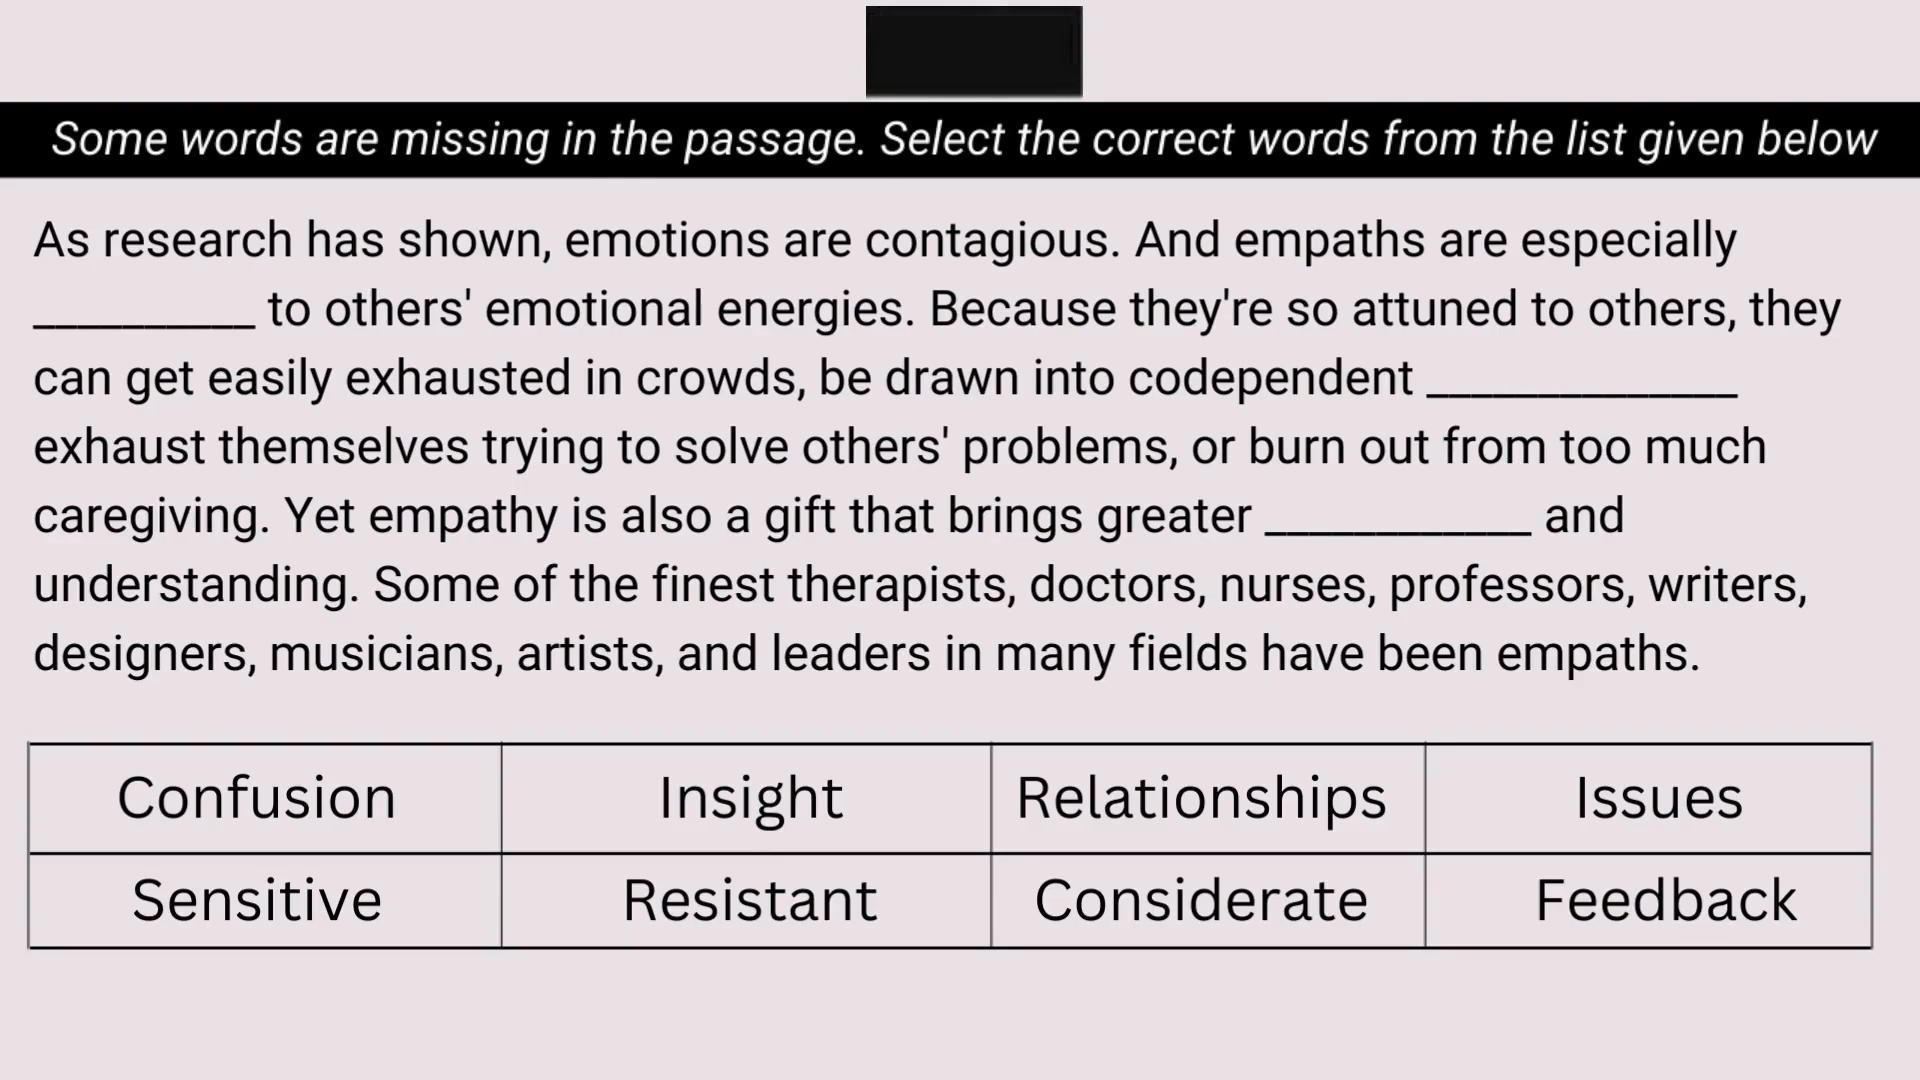 Some words are missing in the passage. Select the correct words from the list given below
As research has shown, emotions are contagious. And empaths are especially
__________ to others' emotional energies. Because they're so attuned to others, they
can get easily exhausted in crowds, be drawn into codependent ______________
exhaust themselves trying to solve others' problems, or burn out from too much
caregiving. Yet empathy is also a gift that brings greater ____________ and
understanding. Some of the finest therapists, doctors, nurses, professors, writers,
designers, musicians, artists, and leaders in many fields have been empaths.
Confusion Insight Relationships Issues
Sensitive Resistant Considerate Feedback